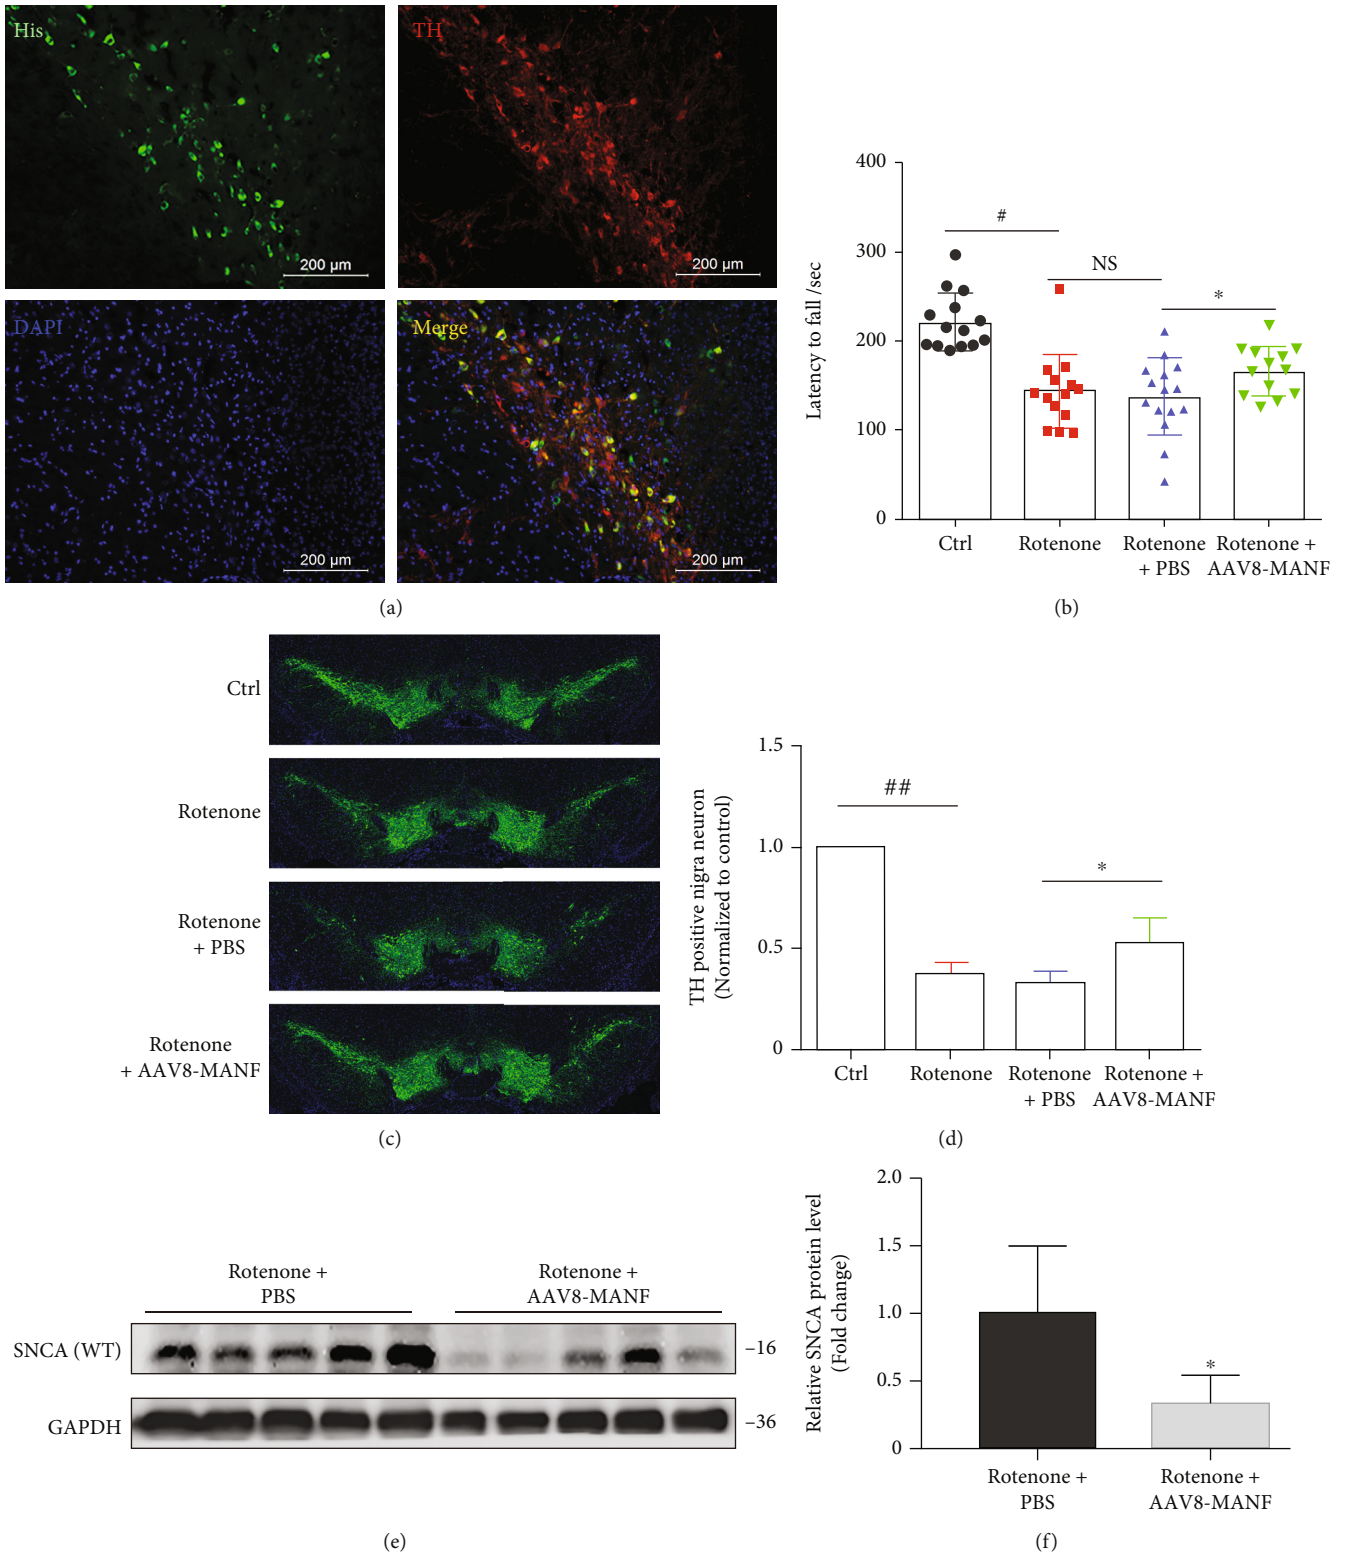 His
TH
200 μm
200 μm
DAPI
Merge
200 μm
200 μm
(a)
Latency to fall /sec
400
300
200
100
0
#
NS
*
Ctrl
Rotenone
Rotenone
+ PBS
Rotenone +
AAV8-MANF
(b)
Ctrl
Rotenone
Rotenone
+ PBS
Rotenone
+ AAV8-MANF
(c)
TH positive nigra neuron
(Normalized to control)
1.5
1.0
0.5
0
##
*
Ctrl
Rotenone
Rotenone
+ PBS
Rotenone +
AAV8-MANF
(d)
Rotenone +
PBS
Rotenone +
AAV8-MANF
SNCA (WT)
–16
GAPDH
–36
(e)
Relative SNCA protein level
(Fold change)
2.0
1.5
1.0
0.5
0
*
Rotenone +
PBS
Rotenone +
AAV8-MANF
(f)